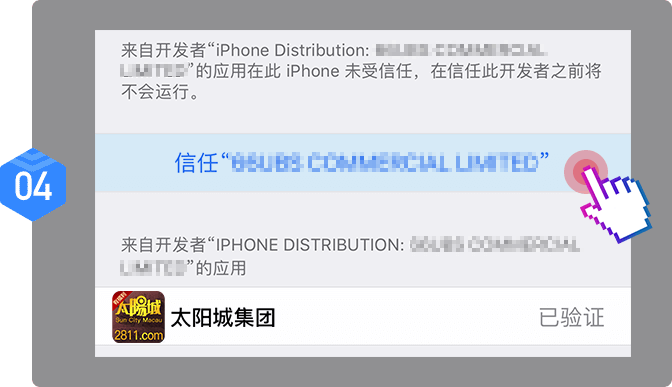 来自开发者“iPhone Distribution:
”的应用在此 iPhone 未受信任，在信任此开发者之前将
不会运行。
信任“
”
04
来自开发者“IPHONE DISTRIBUTION:
”的应用
太阳城
Sun City Macau
2811.com
太阳城集团
已验证